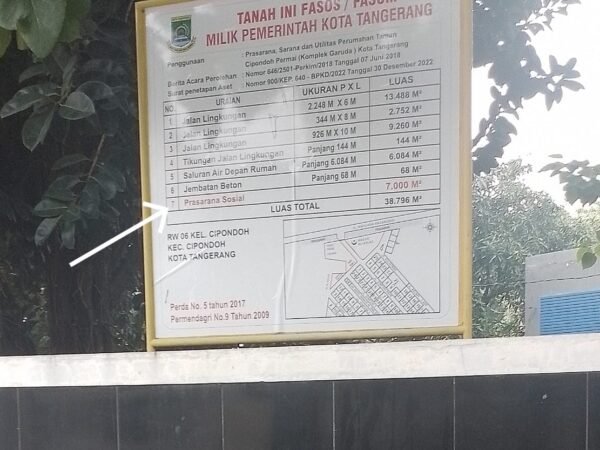 TANAH INI FASOS / FASUM
MILIK PEMERINTAH KOTA TANGERANG
Penggunaan : Prasarana, Sarana dan Utilitas Perumahan Taman
Cipondoh Permai (Komplek Garuda) Kota Tangerang
Berita Acara Perolehan : Nomor 646/2501-Perkim/2018 Tanggal 07 Juni 2018
Surat penetapan Aset : Nomor 900/KEP. 640 - BPKD/2022 Tanggal 30 Desember 2022
NO. URAIAN UKURAN P X L LUAS
1 Jalan Lingkungan 2.248 M X 6 M 13.488 M²
2 Jalan Lingkungan 344 M X 8 M 2.752 M²
3 Jalan Lingkungan 926 M X 10 M 9.260 M²
4 Tikungan Jalan Lingkungan Panjang 144 M 144 M²
5 Saluran Air Depan Rumah Panjang 6.084 M 6.084 M²
6 Jembatan Beton Panjang 68 M 68 M²
7 Prasarana Sosial 7.000 M²
LUAS TOTAL 38.796 M²
RW 06 KEL. CIPONDOH
KEC. CIPONDOH
KOTA TANGERANG
Perda No. 5 tahun 2017
Permendagri No.9 Tahun 2009